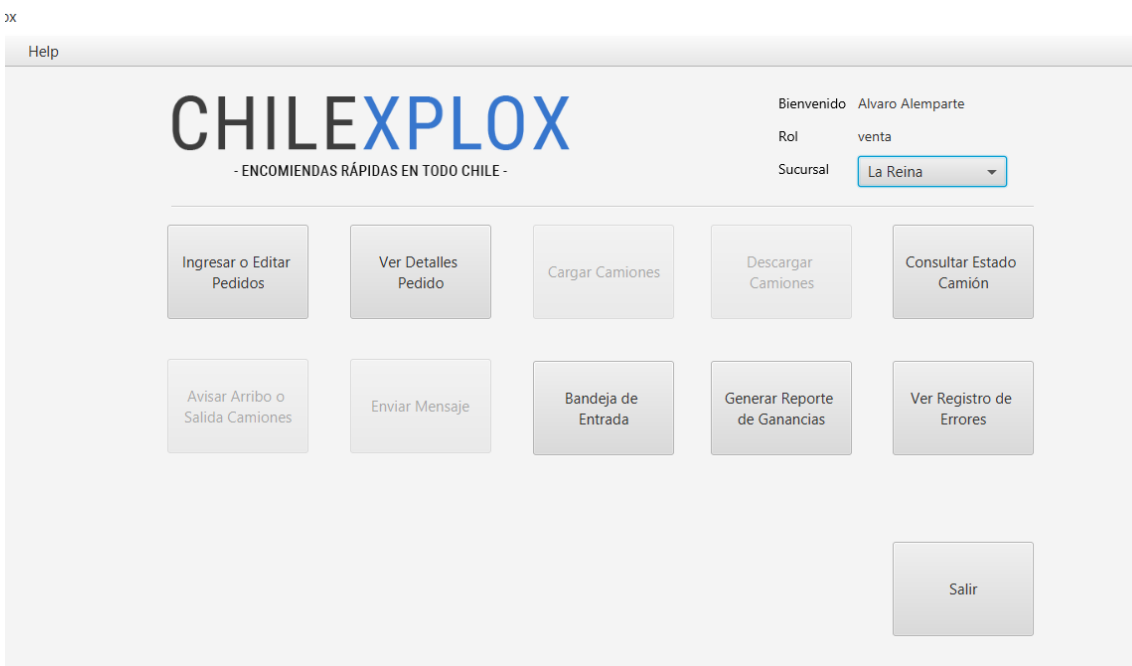 ox
Help
CHILEXPLOX
- ENCOMIENDAS RÁPIDAS EN TODO CHILE -
Bienvenido Alvaro Alemparte
Rol venta
Sucursal La Reina
Ingresar o Editar
Pedidos
Ver Detalles
Pedido
Cargar Camiones
Descargar
Camiones
Consultar Estado
Camión
Avisar Arribo o
Salida Camiones
Enviar Mensaje
Bandeja de
Entrada
Generar Reporte
de Ganancias
Ver Registro de
Errores
Salir